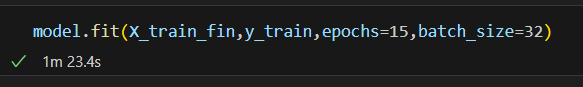 model.fit(X_train_fin,y_train,epochs=15,batch_size=32)
1m 23.4s